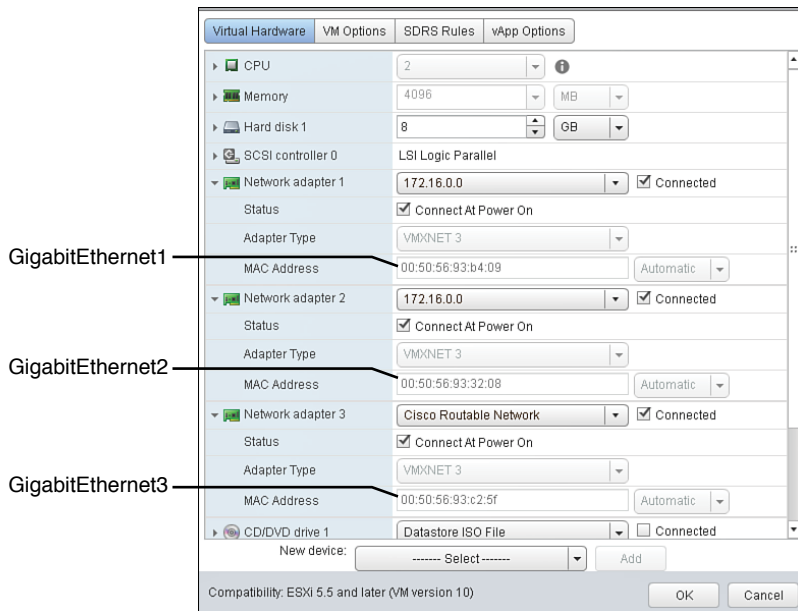 Virtual Hardware VM Options SDRS Rules vApp Options
CPU 2
Memory 4096 MB
Hard disk 1 8 GB
SCSI controller 0 LSI Logic Parallel
Network adapter 1 172.16.0.0 Connected
Status Connect At Power On
Adapter Type VMXNET 3
GigabitEthernet1 MAC Address 00:50:56:93:b4:09 Automatic
Network adapter 2 172.16.0.0 Connected
Status Connect At Power On
Adapter Type VMXNET 3
GigabitEthernet2 MAC Address 00:50:56:93:32:08 Automatic
Network adapter 3 Cisco Routable Network Connected
Status Connect At Power On
Adapter Type VMXNET 3
GigabitEthernet3 MAC Address 00:50:56:93:c2:5f Automatic
CD/DVD drive 1 Datastore ISO File Connected
New device: ------- Select ------- Add
Compatibility: ESXi 5.5 and later (VM version 10) OK Cancel